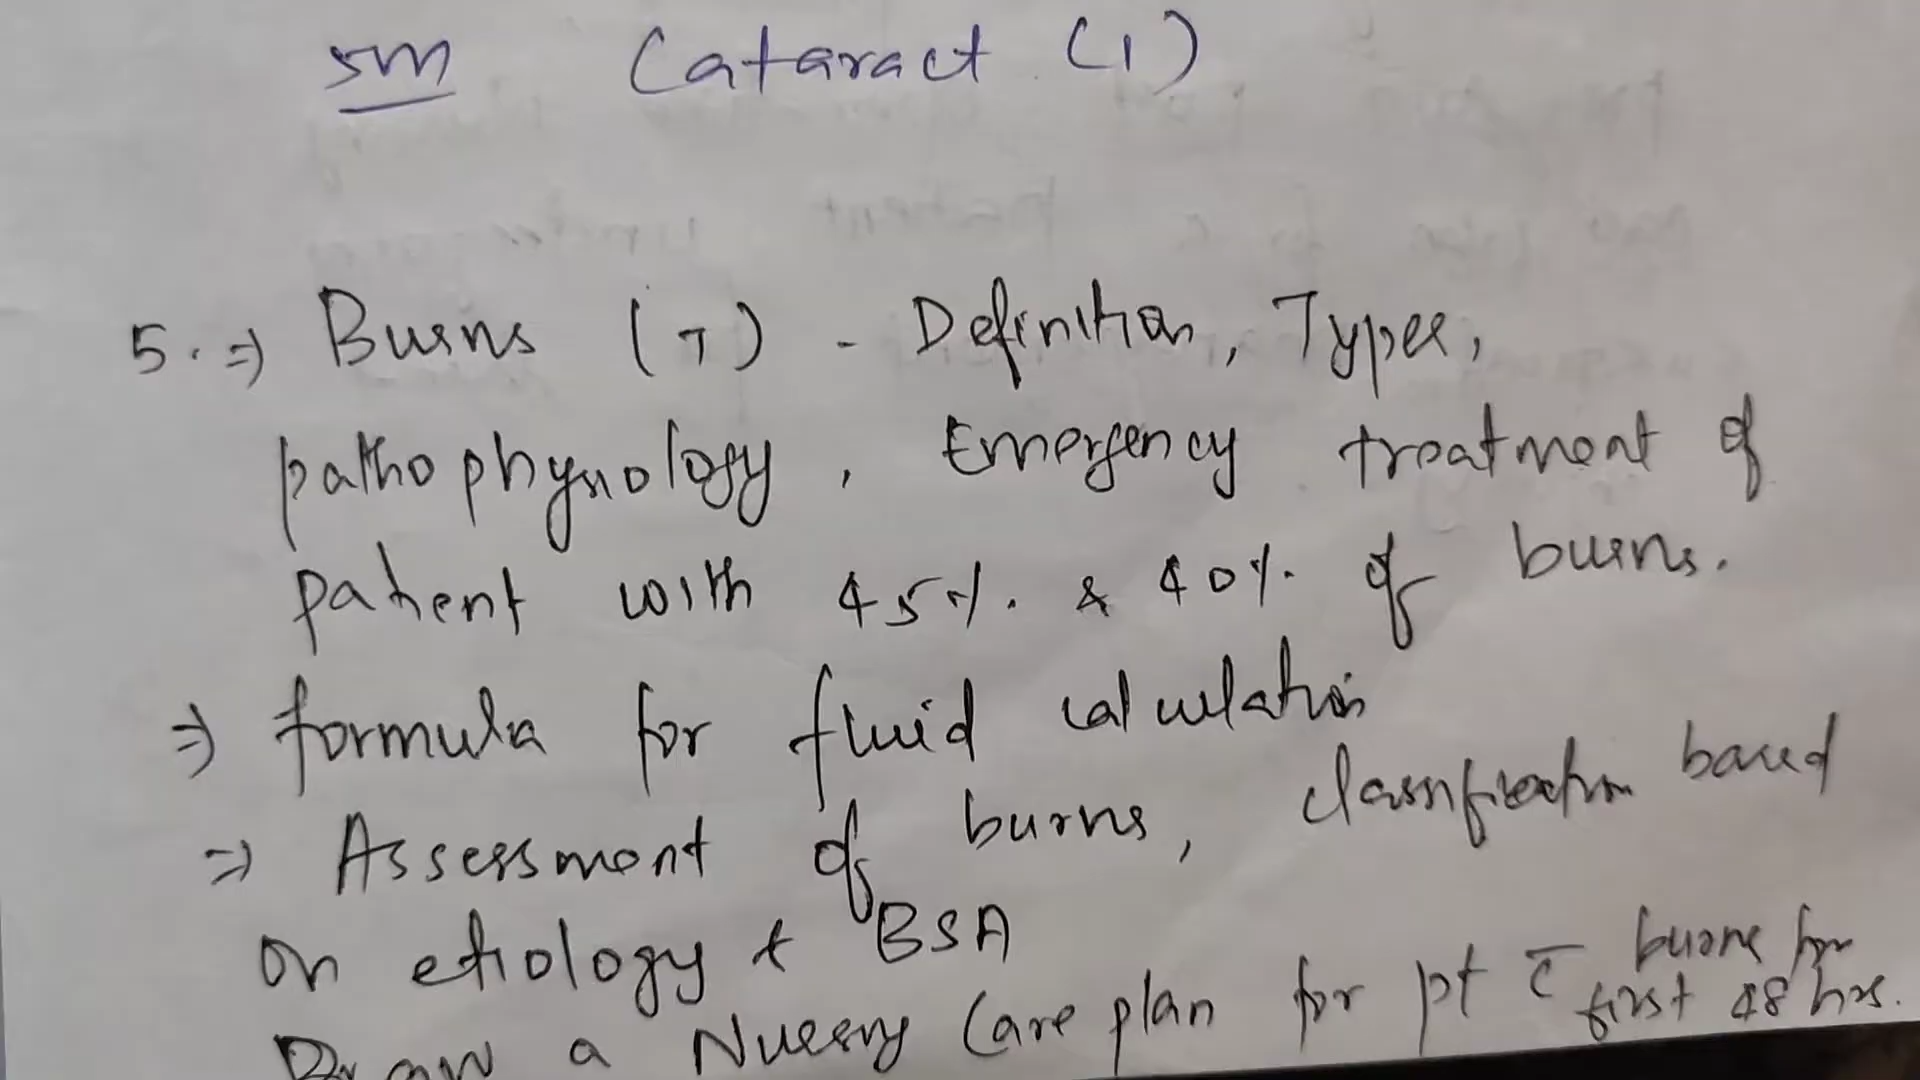 5m Cataract (1)
5. ⇒ Burns (7) - Definition, Types,
pathophysiology, Emergency treatment of
patient with 45% & 40% of burns.
⇒ formula for fluid calculation
⇒ Assessment of burns, classification based
on etiology & BSA
Draw a Nursing Care plan for pt c̄ burns for
first 48 hrs.